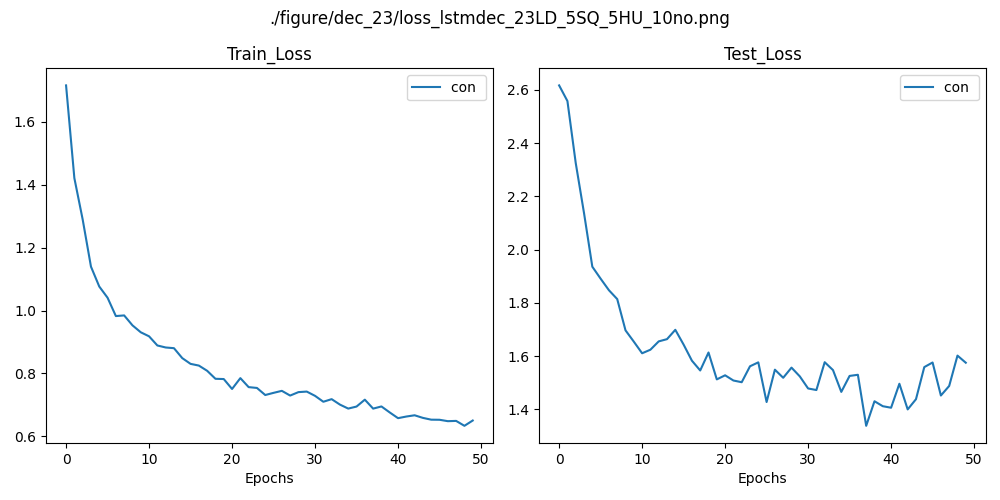 ./figure/dec_23/loss_lstmdec_23LD_5SQ_5HU_10no.png
Train_Loss
con
1.6
1.4
1.2
1.0
0.8
0.6
0 10 20 30 40 50
Epochs
Test_Loss
con
2.6
2.4
2.2
2.0
1.8
1.6
1.4
0 10 20 30 40 50
Epochs